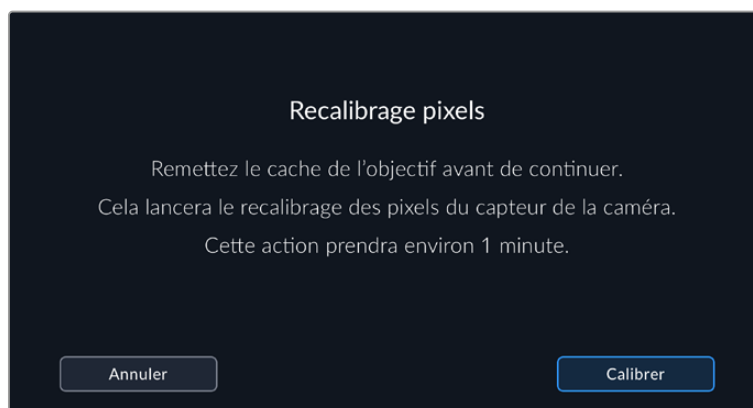 Recalibrage pixels
Remettez le cache de l’objectif avant de continuer.
Cela lancera le recalibrage des pixels du capteur de la caméra.
Cette action prendra environ 1 minute.
Annuler
Calibrer